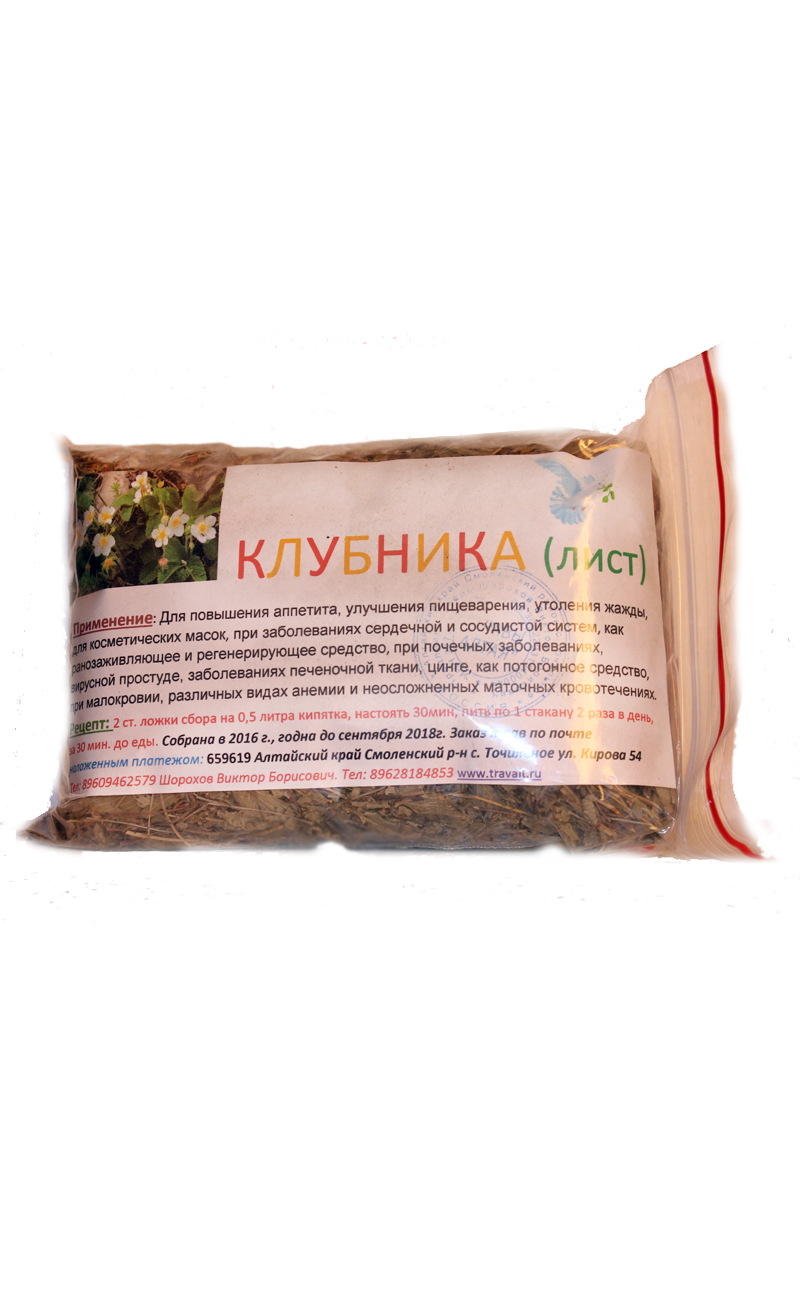 КЛУБНИКА (лист)
Применение: Для повышения аппетита, улучшения пищеварения, утоления жажды,
для косметических масок, при заболеваниях сердечной и сосудистой систем, как
ранозаживляющее и регенерирующее средство, при почечных заболеваниях,
вирусной простуде, заболеваниях печеночной ткани, цинге, как потогонное средство,
при малокровии, различных видах анемии и неосложненных маточных кровотечениях.
Рецепт: 2 ст. ложки сбора на 0,5 литра кипятка, настоять 30мин, пить по 1 стакану 2 раза в день,
за 30 мин. до еды. Собрана в 2016 г., годна до сентября 2018г. Заказ трав по почте
наложенным платежом: 659619 Алтайский край Смоленский р-н с. Точильное ул. Кирова 54
Тел: 89609462579 Шорохов Виктор Борисович. Тел: 89628184853 www.travalt.ru